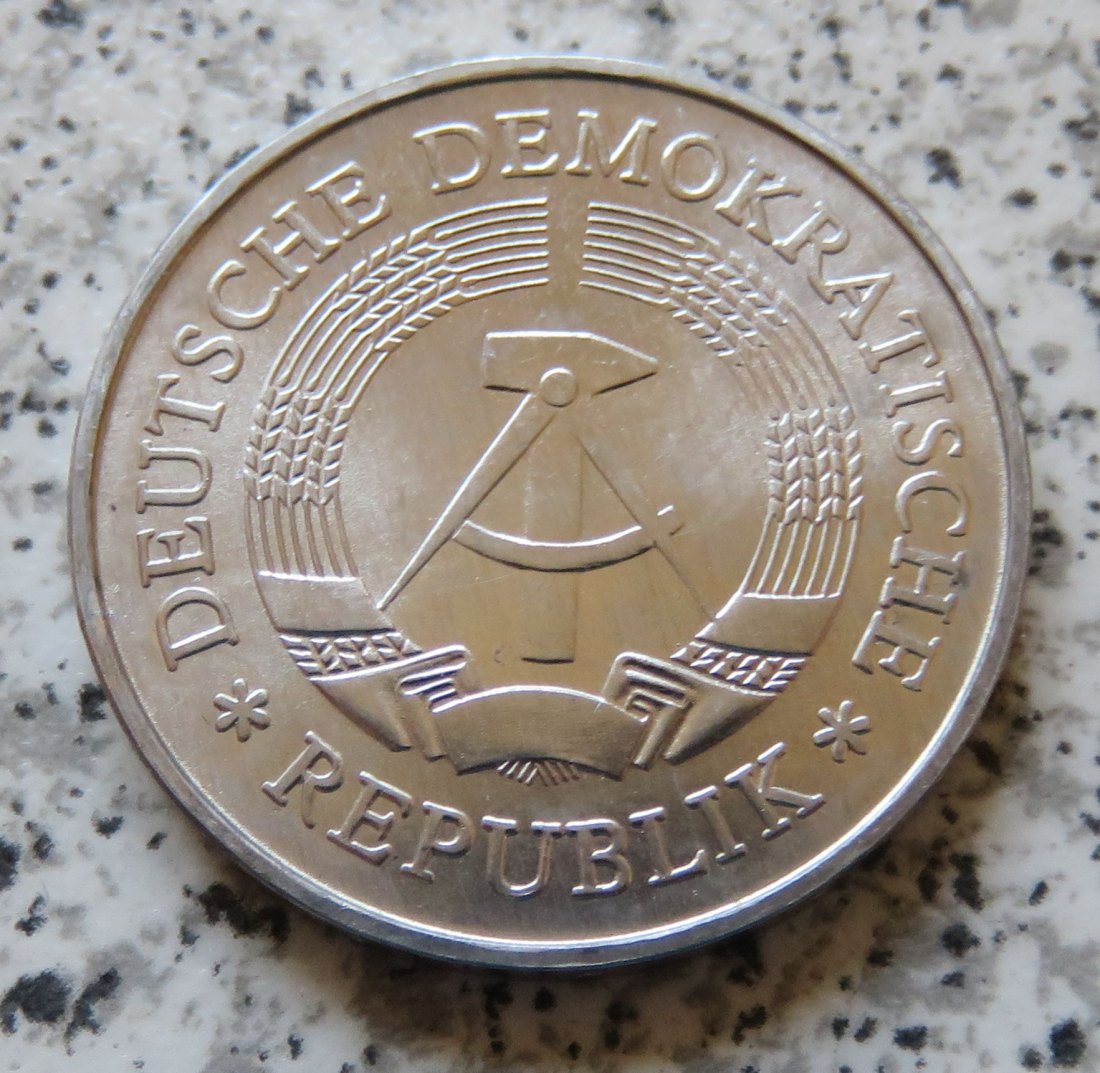 DEUTSCHE DEMOKRATISCHE
* REPUBLIK *